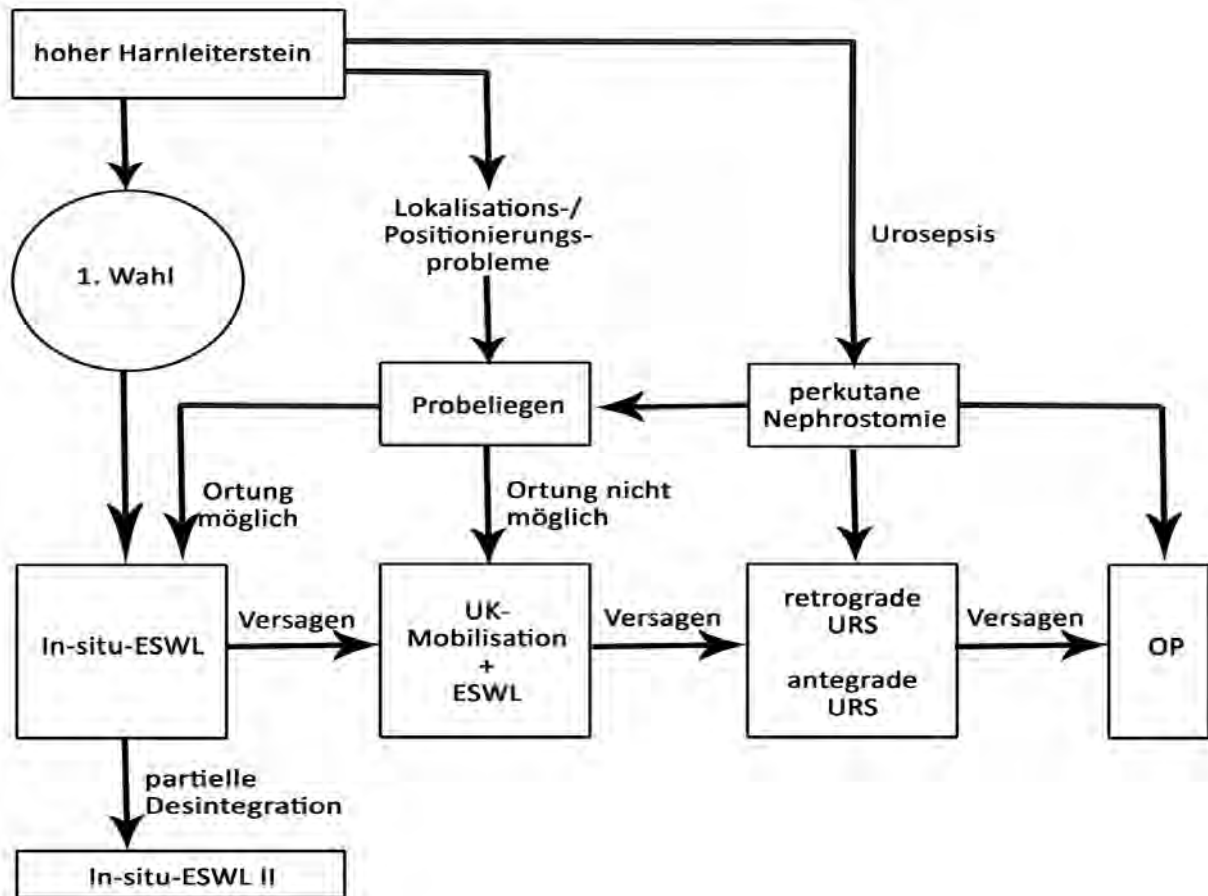 hoher Harnleiterstein
1. Wahl
Lokalisations-/
Positionierungs-
probleme
Urosepsis
Probeliegen
perkutane
Nephrostomie
Ortung
möglich
Ortung nicht
möglich
In-situ-ESWL
Versagen
UK-
Mobilisation
+
ESWL
Versagen
retrograde
URS
antegrade
URS
Versagen
OP
partielle
Desintegration
In-situ-ESWL II